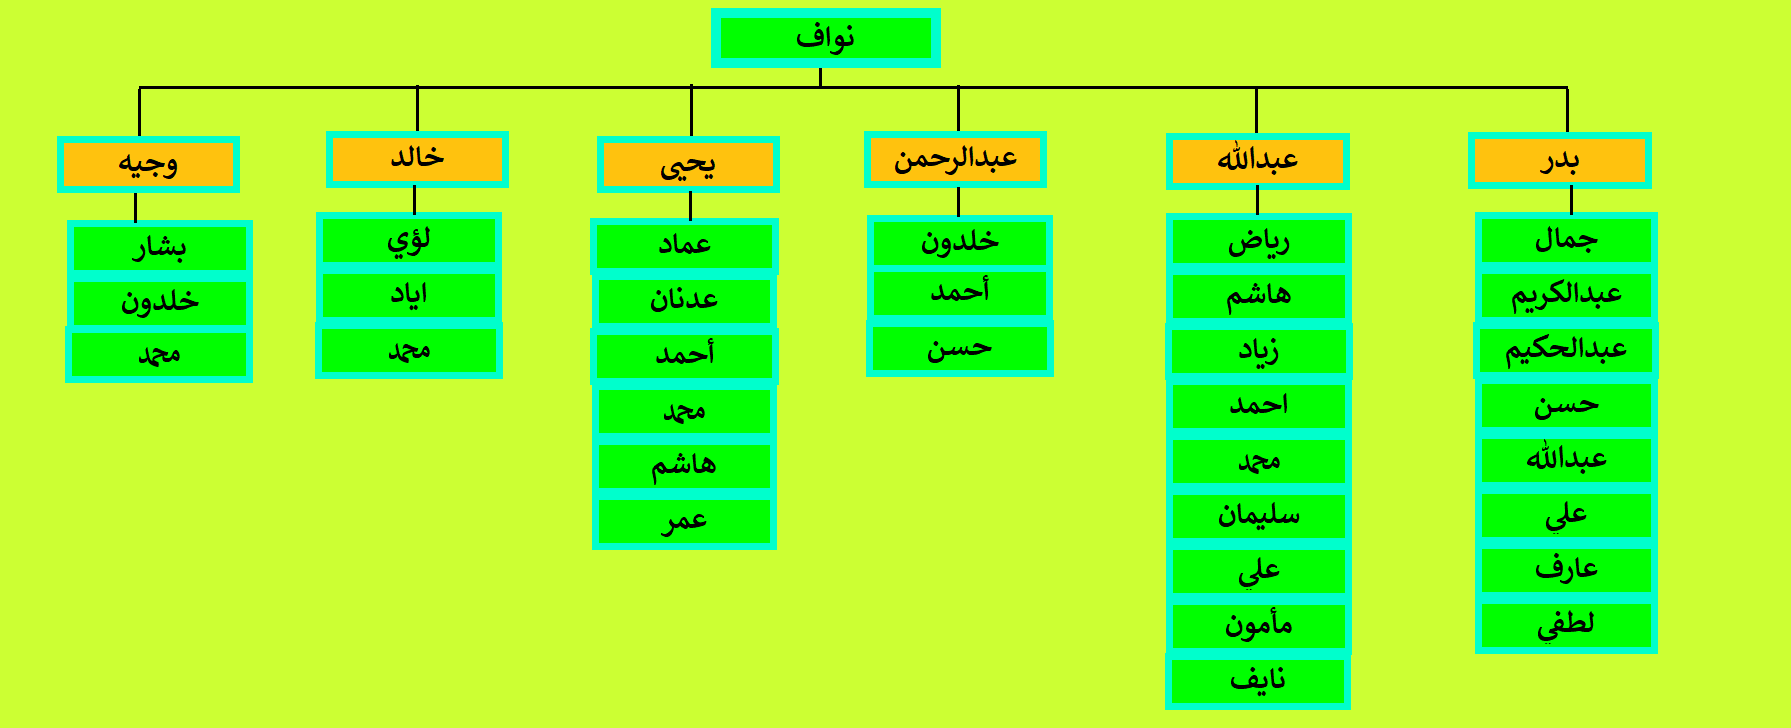 نواف
بدر
جمال
عبدالكريم
عبدالحكيم
حسن
عبدالله
علي
عارف
لطفي
عبدالله
رياض
هاشم
زياد
احمد
محمد
سليمان
علي
مأمون
نايف
عبدالرحمن
خلدون
أحمد
حسن
يحيى
عماد
عدنان
أحمد
محمد
هاشم
عمر
خالد
لؤي
اياد
محمد
وجيه
بشار
خلدون
محمد